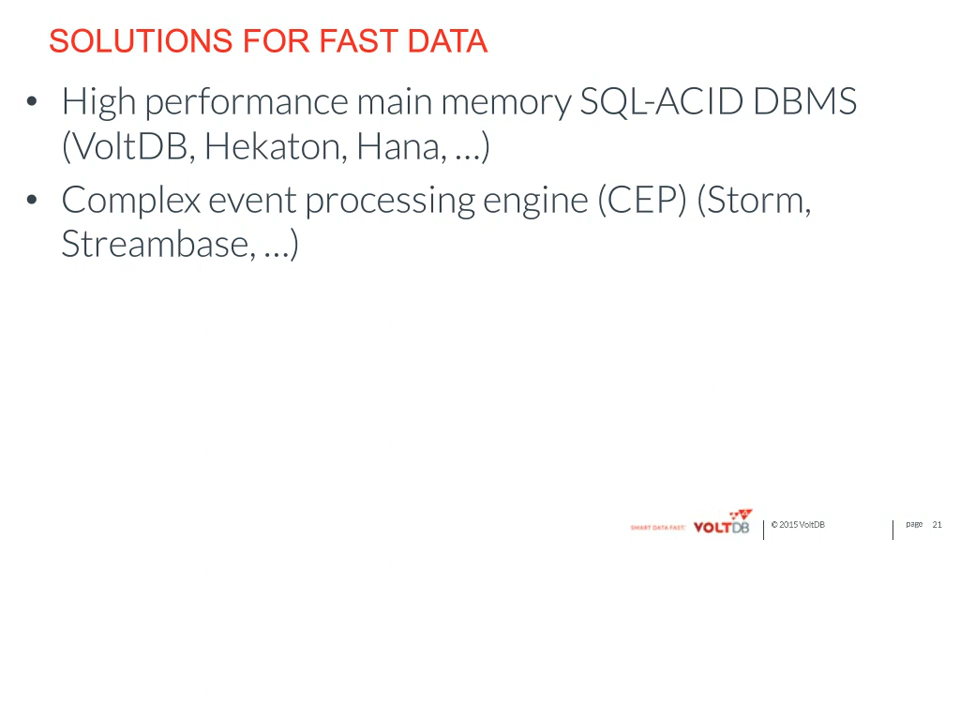 SOLUTIONS FOR FAST DATA
• High performance main memory SQL-ACID DBMS
(VoltDB, Hekaton, Hana, …)
• Complex event processing engine (CEP) (Storm,
Streambase, …)
SMART DATA FAST. VOLTDB © 2015 VoltDB page 21